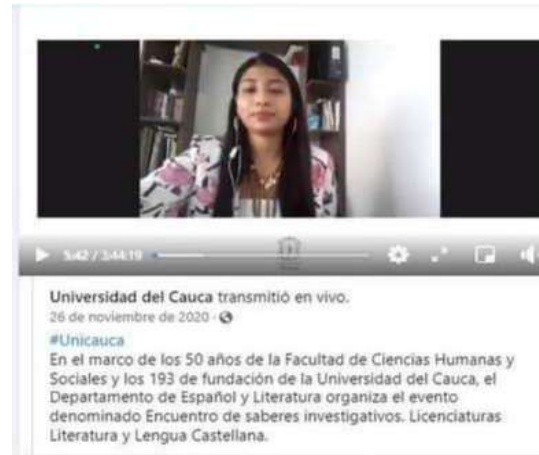 5:42 / 3:44:19
Universidad del Cauca transmitió en vivo.
26 de noviembre de 2020 ·
#Unicauca
En el marco de los 50 años de la Facultad de Ciencias Humanas y
Sociales y los 193 de fundación de la Universidad del Cauca, el
Departamento de Español y Literatura organiza el evento
denominado Encuentro de saberes investigativos. Licenciaturas
Literatura y Lengua Castellana.